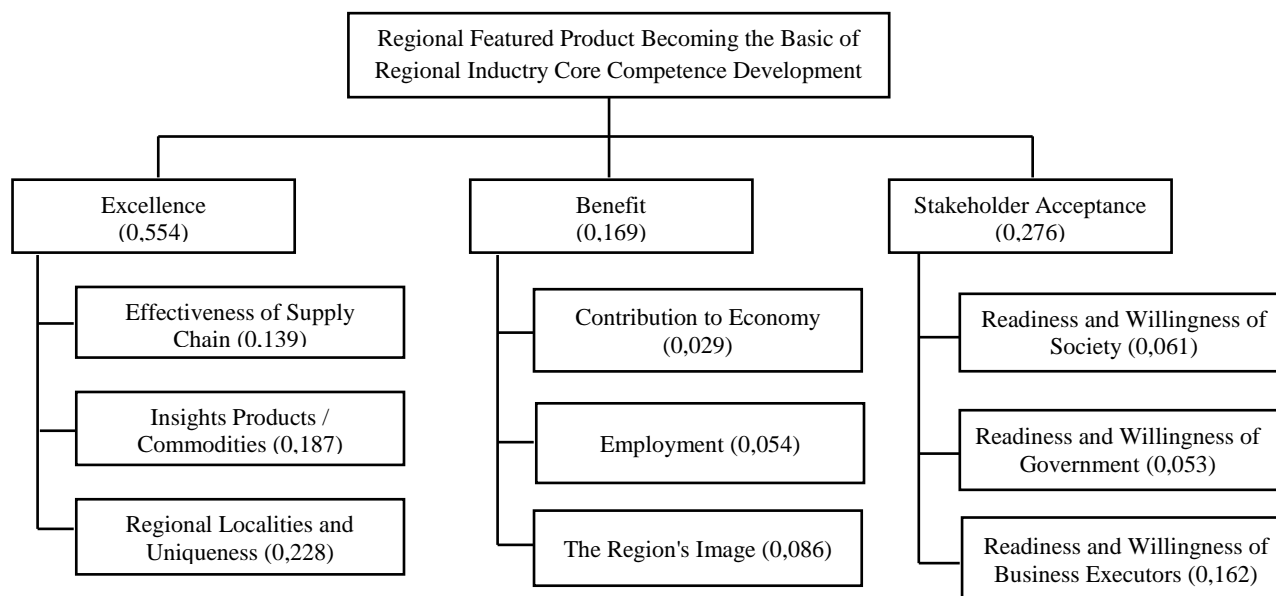 Regional Featured Product Becoming the Basic of
Regional Inductry Core Competence Development
Excellence
(0,554)
Benefit
(0,169)
Stakeholder Acceptance
(0,276)
Effectiveness of Supply
Chain (0,139)
Insights Products /
Commodities (0,187)
Regional Localities and
Uniqueness (0,228)
Contribution to Economy
(0,029)
Employment (0,054)
The Region's Image (0,086)
Readiness and Willingness of
Society (0,061)
Readiness and Willingness of
Government (0,053)
Readiness and Willingness of
Business Executors (0,162)